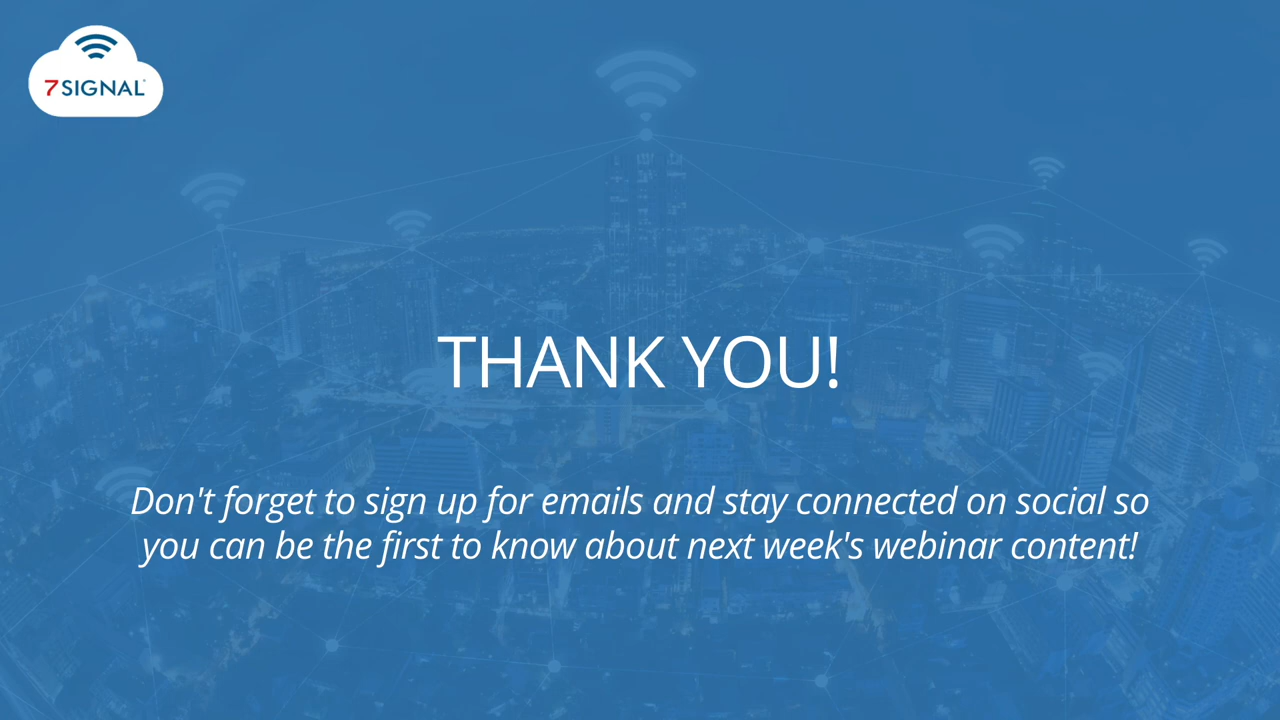 7SIGNAL
THANK YOU!
Don't forget to sign up for emails and stay connected on social so
you can be the first to know about next week's webinar content!